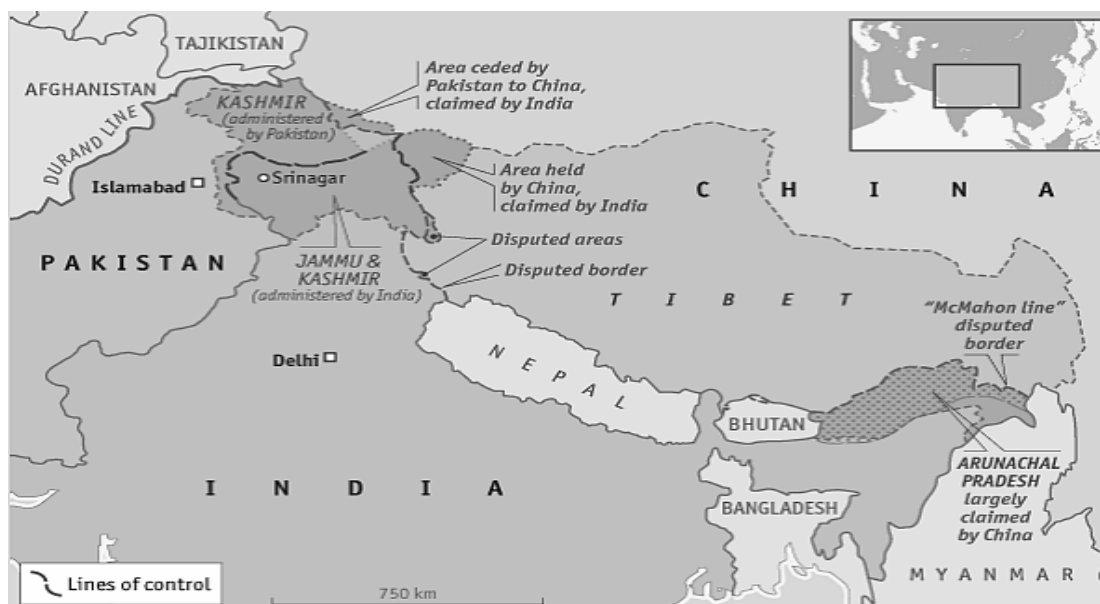 TAJIKISTAN
AFGHANISTAN
DURAND LINE
KASHMIR
(administered
by Pakistan)
Area ceded by
Pakistan to China,
claimed by India
Islamabad
Srinagar
Area held
by China,
claimed by India
C H I N A
Disputed areas
PAKISTAN
JAMMU &
KASHMIR
(administered by India)
Disputed border
T I B E T
"McMahon line"
disputed
border
Delhi
N E P A L
BHUTAN
ARUNACHAL
PRADESH
largely
claimed
by China
I N D I A
BANGLADESH
MYANMAR
Lines of control
750 km